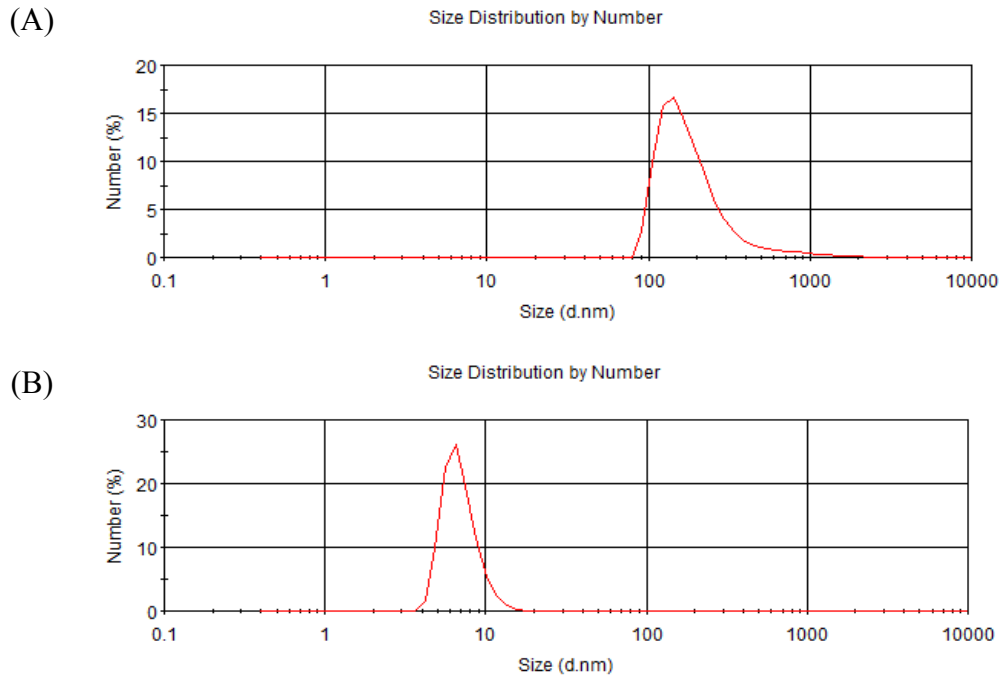 (A)
Size Distribution by Number
Number (%)
20
15
10
5
0
0.1 1 10 100 1000 10000
Size (d.nm)
(B)
Size Distribution by Number
Number (%)
30
20
10
0
0.1 1 10 100 1000 10000
Size (d.nm)